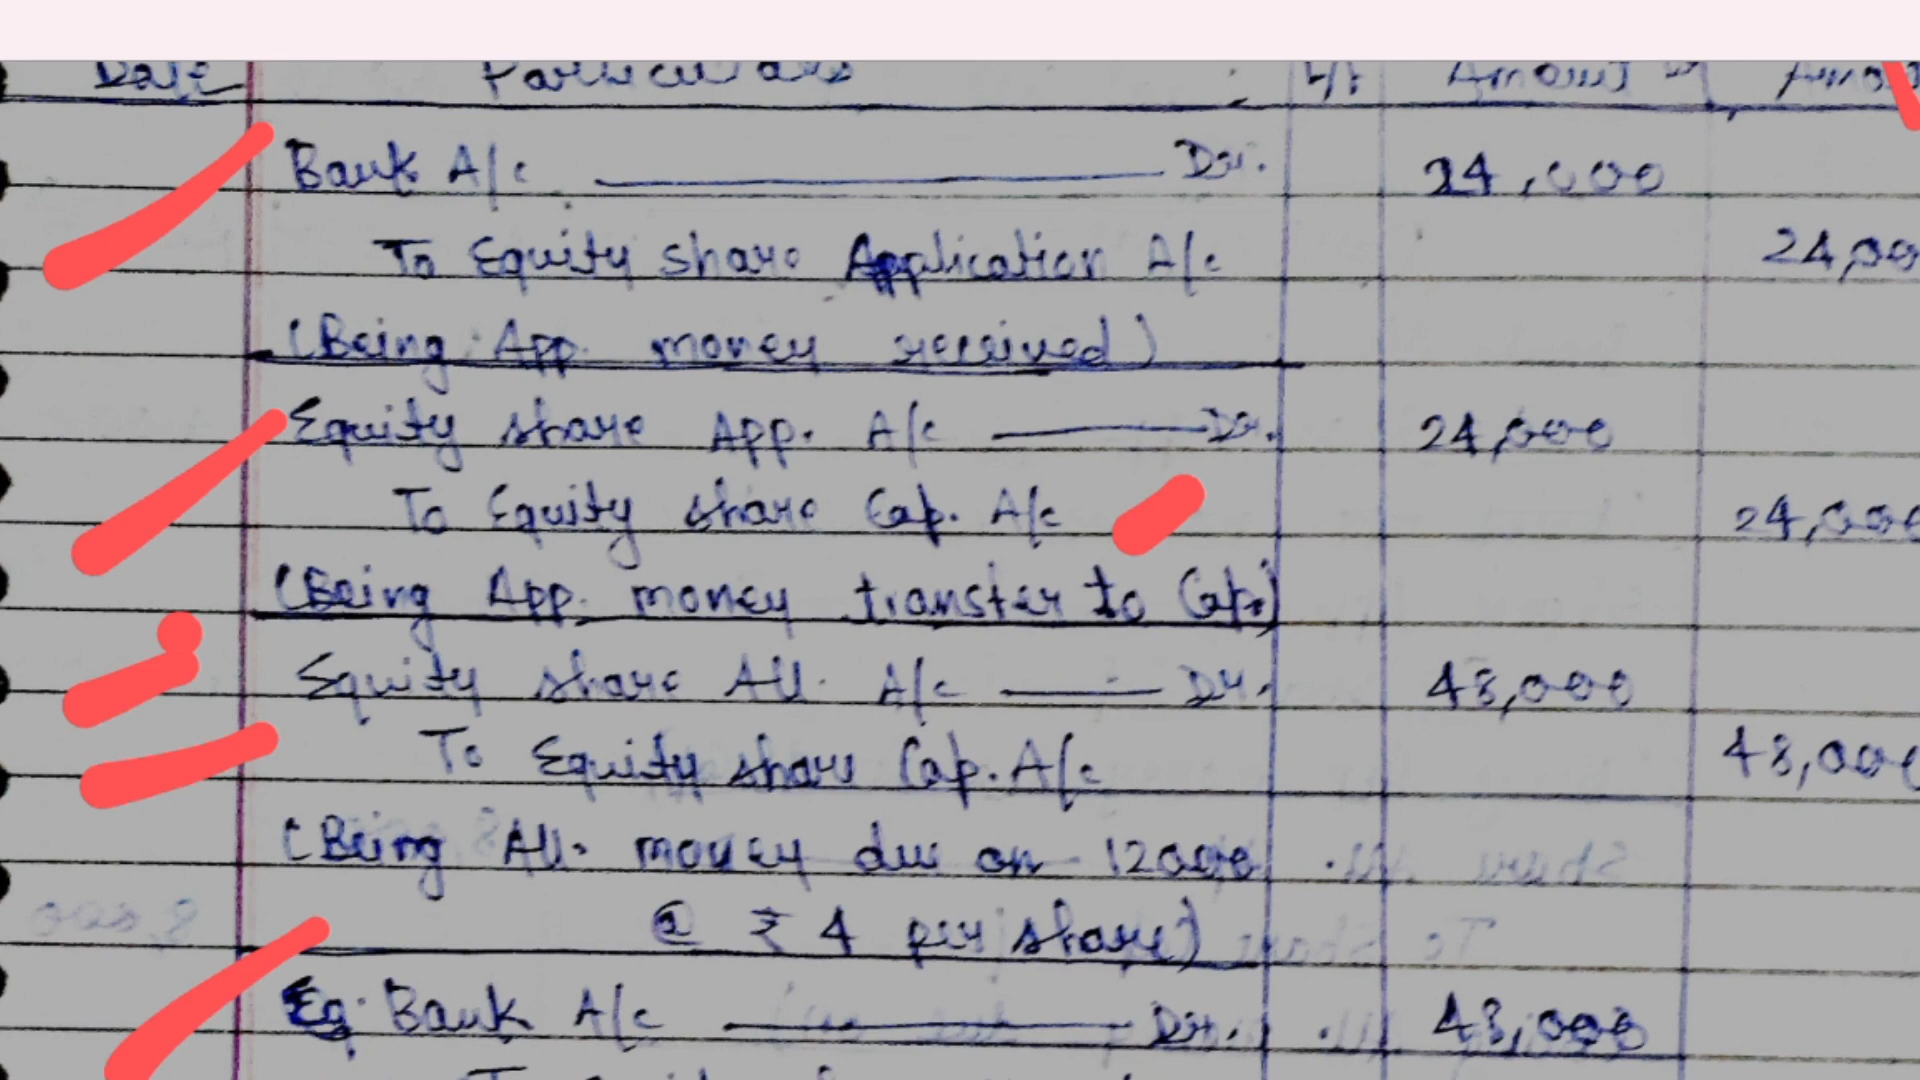 Date Particulars L/F Amount Amo
Bank A/c Dr. 24,000
To Equity share Application A/c 24,00
(Being App. money received)
Equity share App. A/c Dr. 24,000
To Equity share Cap. A/c 24,000
(Being App. money transfer to Cap.)
Equity share All. A/c Dr. 48,000
To Equity share Cap. A/c 48,000
(Being All. money due on 12000
@ ₹ 4 per share)
Eq. Bank A/c Dr. 48,000